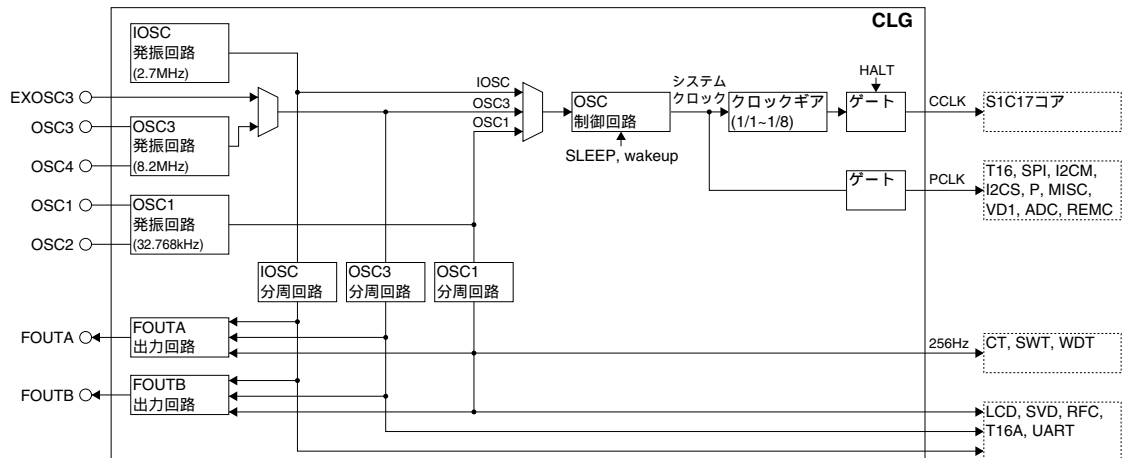 CLG
IOSC
発振回路
(2.7MHz)
EXOSC3
OSC3
OSC4
OSC3
発振回路
(8.2MHz)
OSC1
OSC2
OSC1
発振回路
(32.768kHz)
IOSC
OSC3
OSC1
OSC
制御回路
SLEEP, wakeup
システム
クロック
クロックギア
(1/1~1/8)
HALT
ゲート
CCLK
S1C17コア
ゲート
PCLK
T16, SPI, I2CM,
I2CS, P, MISC,
VD1, ADC, REMC
IOSC
分周回路
OSC3
分周回路
OSC1
分周回路
FOUTA
FOUTA
出力回路
256Hz
CT, SWT, WDT
FOUTB
FOUTB
出力回路
LCD, SVD, RFC,
T16A, UART